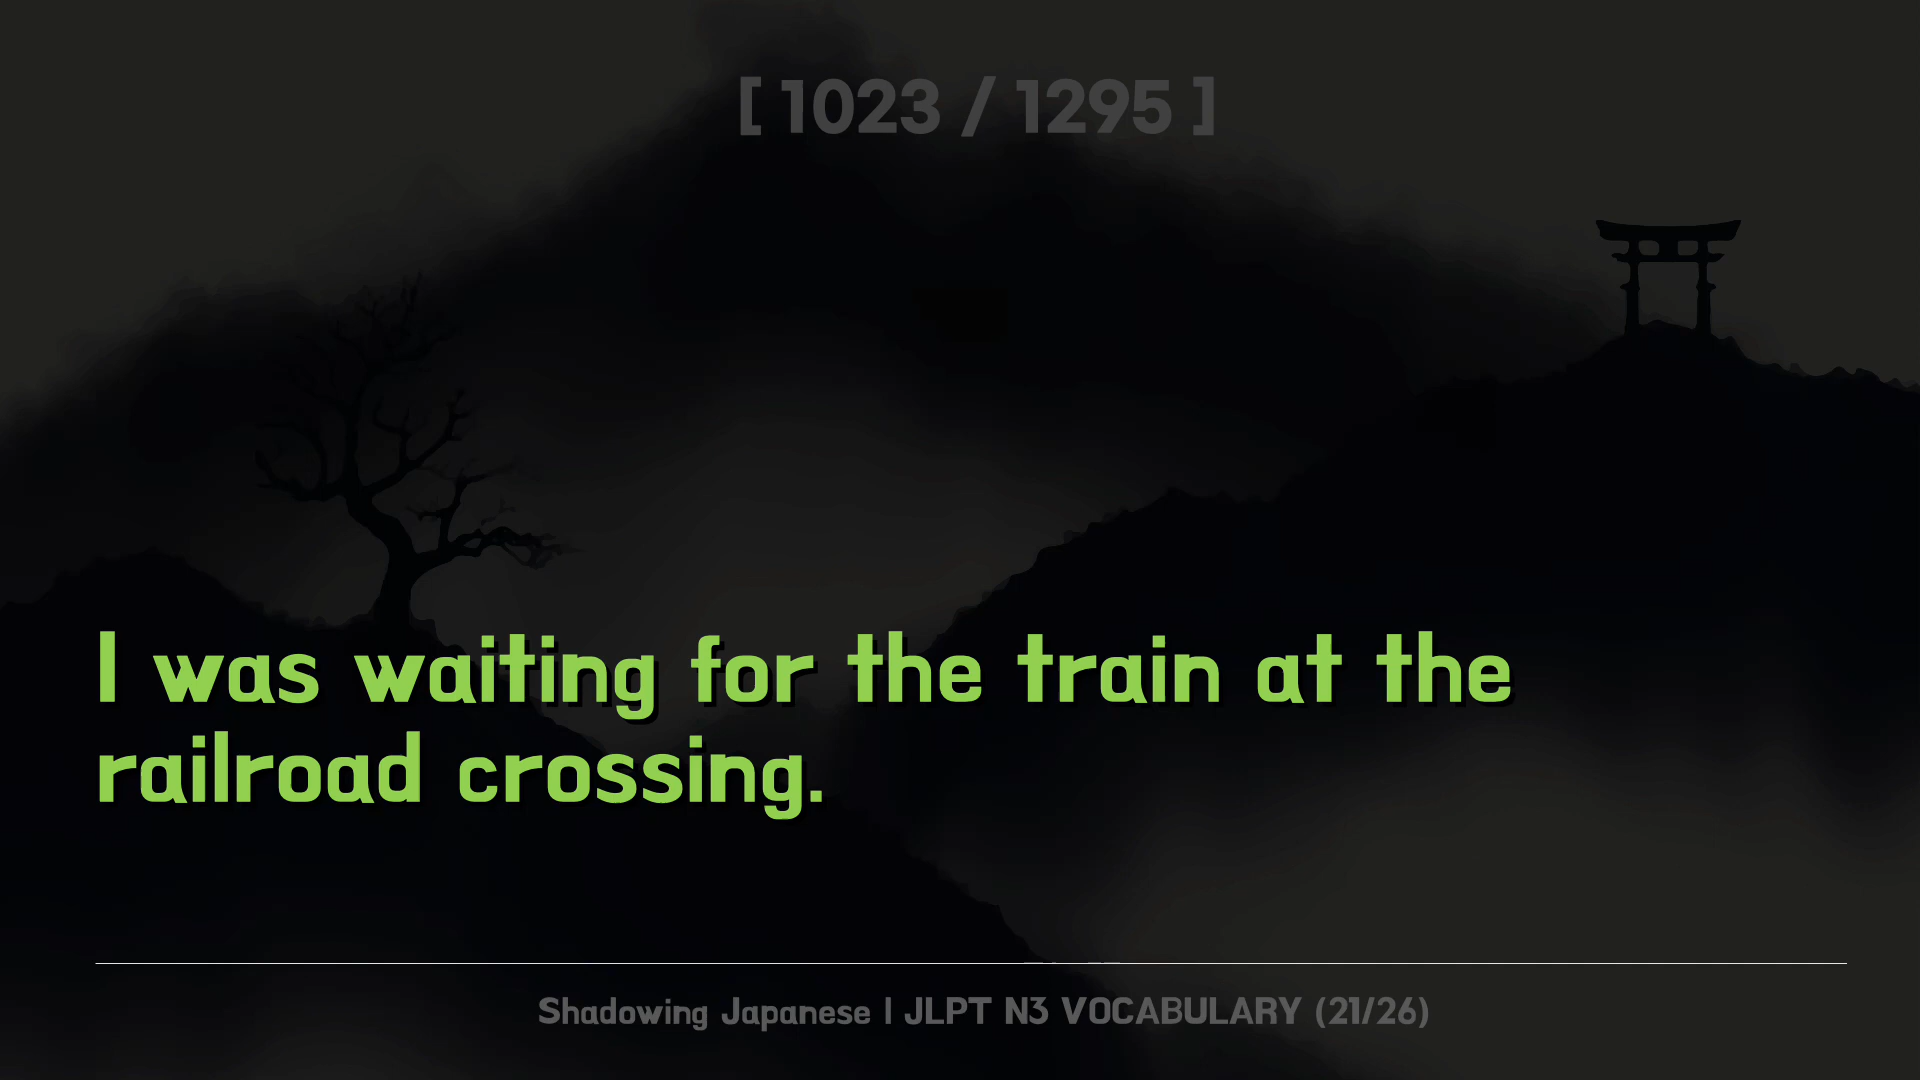 [ 1023 / 1295 ]
I was waiting for the train at the
railroad crossing.
Shadowing Japanese | JLPT N3 VOCABULARY (21/26)